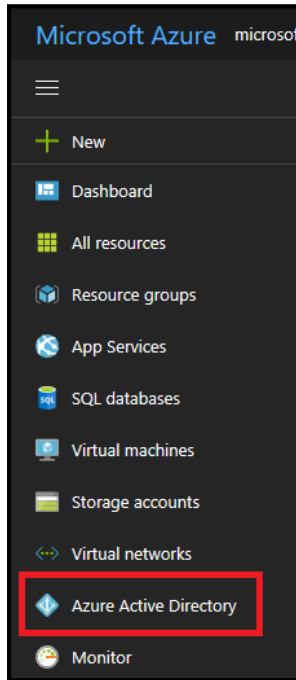 Microsoft Azure
New
Dashboard
All resources
Resource groups
App Services
SQL
SQL databases
Virtual machines
Storage accounts
Virtual networks
Azure Active Directory
Monitor